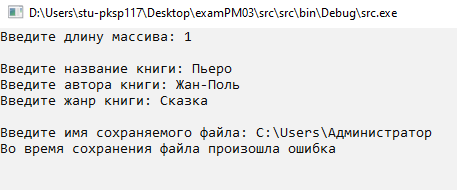 D:\Users\stu-pksp117\Desktop\examPM03\src\src\bin\Debug\src.exe
Введите длину массива: 1
Введите название книги: Пьеро
Введите автора книги: Жан-Поль
Введите жанр книги: Сказка
Введите имя сохраняемого файла: C:\Users\Администратор
Во время сохранения файла произошла ошибка